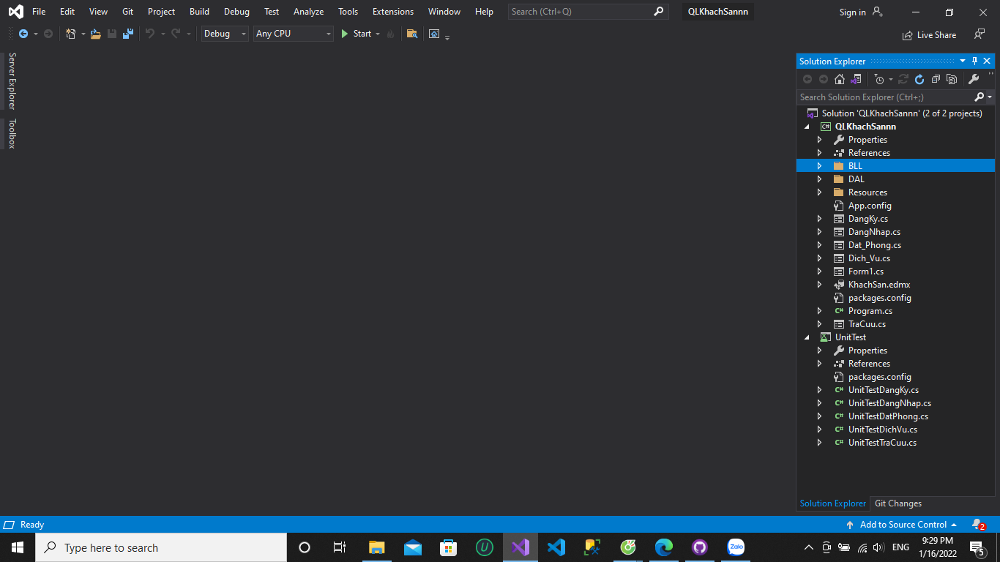 File Edit View Git Project Build Debug Test Analyze Tools Extensions Window Help Search (Ctrl+Q) QLKhachSannn Sign in
Debug Any CPU Start Live Share
Server Explorer
Toolbox
Solution Explorer
Search Solution Explorer (Ctrl+;)
Solution 'QLKhachSannn' (2 of 2 projects)
C# QLKhachSannn
Properties
References
BLL
DAL
Resources
App.config
DangKy.cs
DangNhap.cs
Dat_Phong.cs
Dich_Vu.cs
Form1.cs
KhachSan.edmx
packages.config
C# Program.cs
TraCuu.cs
UnitTest
Properties
References
packages.config
C# UnitTestDangKy.cs
C# UnitTestDangNhap.cs
C# UnitTestDatPhong.cs
C# UnitTestDichVu.cs
C# UnitTestTraCuu.cs
Solution Explorer Git Changes
Ready Add to Source Control 2
Type here to search U Zalo ENG 9:29 PM
1/16/2022 5